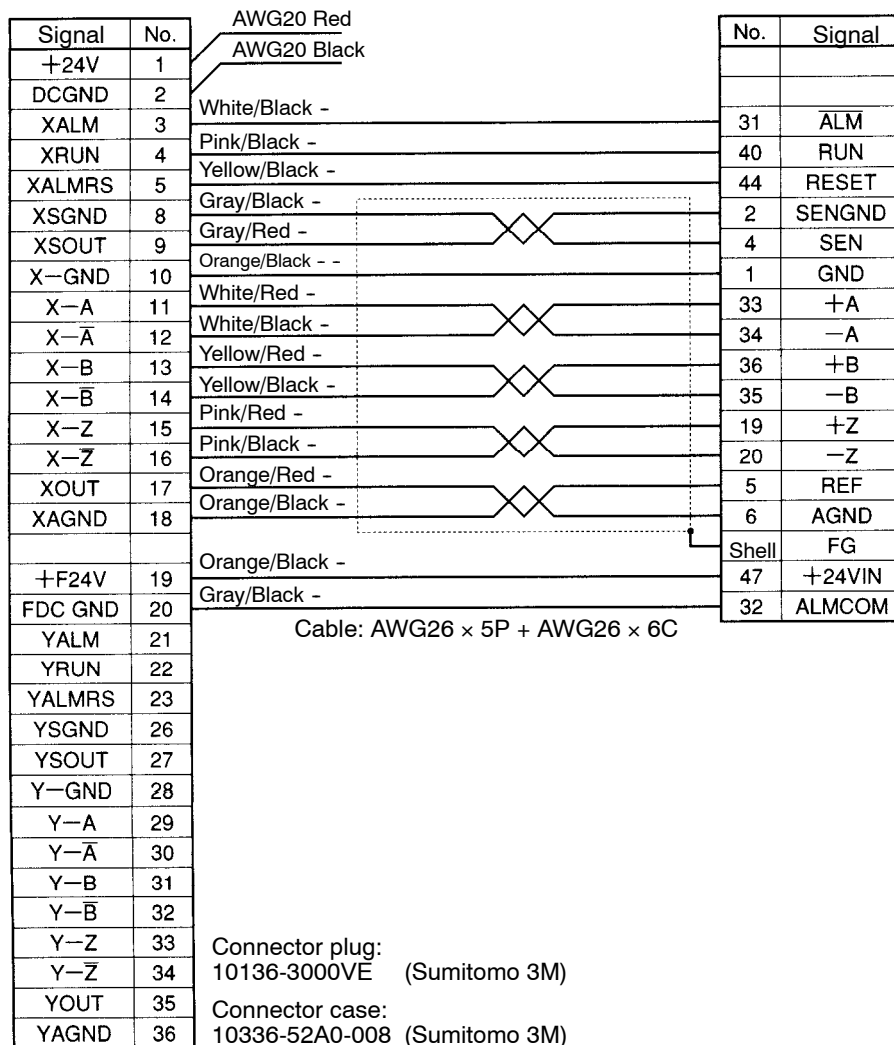 AWG20 Red
AWG20 Black
Signal No.
+24V 1
DCGND 2
XALM 3
XRUN 4
XALMRS 5
XSGND 8
XSOUT 9
X–GND 10
X–A 11
X–A̅ 12
X–B 13
X–B̅ 14
X–Z 15
X–Z̅ 16
XOUT 17
XAGND 18
+F24V 19
FDC GND 20
YALM 21
YRUN 22
YALMRS 23
YSGND 26
YSOUT 27
Y–GND 28
Y–A 29
Y–A̅ 30
Y–B 31
Y–B̅ 32
Y–Z 33
Y–Z̅ 34
YOUT 35
YAGND 36
White/Black -
Pink/Black -
Yellow/Black -
Gray/Black -
Gray/Red -
Orange/Black - -
White/Red -
White/Black -
Yellow/Red -
Yellow/Black -
Pink/Red -
Pink/Black -
Orange/Red -
Orange/Black -
Orange/Black -
Gray/Black -
No. Signal
31 A̅L̅M̅
40 RUN
44 RESET
2 SENGND
4 SEN
1 GND
33 +A
34 –A
36 +B
35 –B
19 +Z
20 –Z
5 REF
6 AGND
Shell FG
47 +24VIN
32 ALMCOM
Cable: AWG26 × 5P + AWG26 × 6C
Connector plug:
10136-3000VE (Sumitomo 3M)
Connector case:
10336-52A0-008 (Sumitomo 3M)